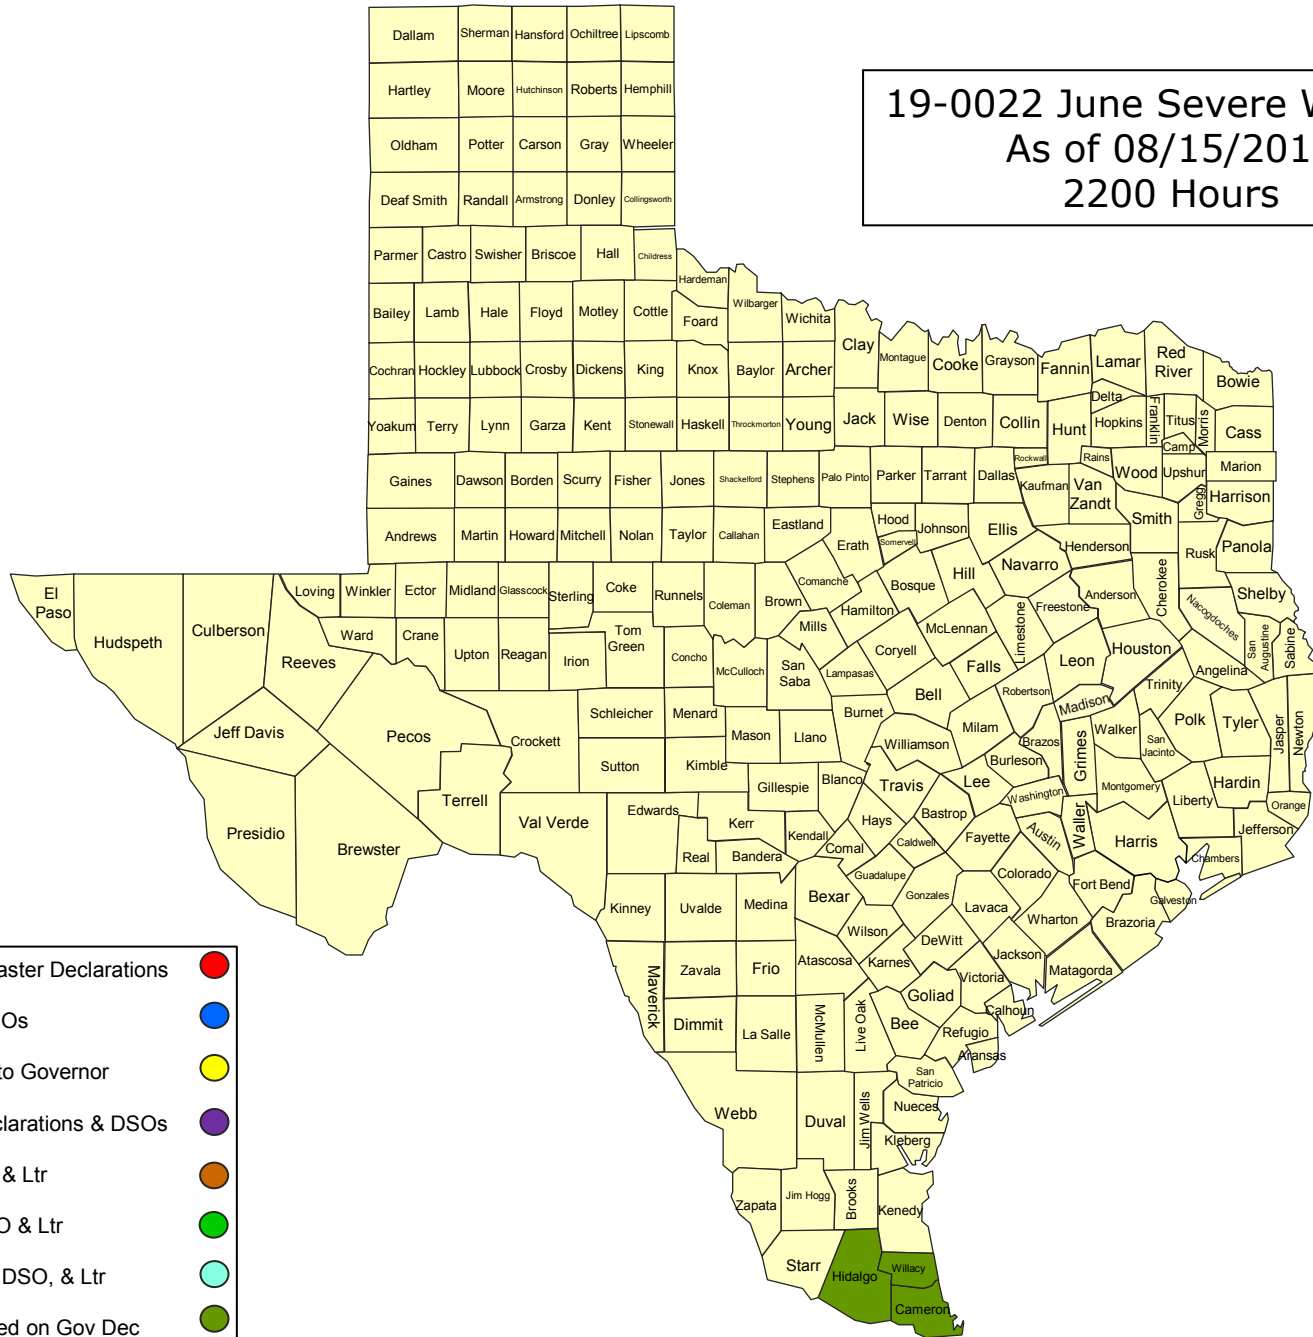 Dallam Sherman Hansford Ochiltree Lipscomb
Hartley Moore Hutchinson Roberts Hemphill
19-0022 June Severe
As of 08/15/201
2200 Hours
Oldham Potter Carson Gray Wheeler
Deaf Smith Randall Armstrong Donley Collingsworth
Parmer Castro Swisher Briscoe Hall Childress
Hardeman
Bailey Lamb Hale Floyd Motley Cottle Foard Wilbarger Wichita
Clay Montague Cooke Grayson Fannin Lamar Red
River Bowie
Cochran Hockley Lubbock Crosby Dickens King Knox Baylor Archer
Delta
Yoakum Terry Lynn Garza Kent Stonewall Haskell Throckmorton Young Jack Wise Denton Collin Hunt Hopkins Franklin Titus Morris Cass
Camp
Rockwall Rains
Gaines Dawson Borden Scurry Fisher Jones Shackelford Stephens Palo Pinto Parker Tarrant Dallas Kaufman Van
Zandt Wood Upshur Marion
Gregg Harrison
Andrews Martin Howard Mitchell Nolan Taylor Callahan Eastland Erath Hood Somervell Johnson Ellis Henderson Smith Rusk Panola
El
Paso Hudspeth Culberson Loving Winkler Ector Midland Glasscock Sterling Coke Runnels Coleman Brown Comanche Hamilton Bosque Hill Navarro Freestone Anderson Cherokee Nacogdoches Shelby
Reeves Ward Crane Upton Reagan Irion Tom
Green Concho McCulloch San
Saba Mills Lampasas Coryell McLennan Limestone Falls Leon Houston Angelina San
Augustine Sabine
Jeff Davis Pecos Crockett Schleicher Menard Mason Llano Burnet Bell Milam Robertson Madison Trinity Polk Tyler Jasper Newton
Presidio Brewster Terrell Val Verde Sutton Kimble Gillespie Blanco Williamson Travis Lee Burleson Brazos Grimes Walker San
Jacinto Montgomery Liberty Hardin Orange
Edwards Kerr Real Bandera Kendall Comal Hays Caldwell Bastrop Fayette Washington Austin Waller Harris Chambers Jefferson
Kinney Uvalde Medina Bexar Guadalupe Gonzales Lavaca Colorado Wharton Fort Bend Brazoria Galveston
Maverick Zavala Frio Atascosa Wilson Karnes DeWitt Victoria Jackson Matagorda
Dimmit La Salle McMullen Live Oak Bee Goliad Refugio Calhoun Aransas
San
Patricio
Webb Duval Jim Wells Nueces
Kleberg
Zapata Jim Hogg Brooks Kenedy
Starr Hidalgo Willacy
Cameron
aster Declarations
Os
to Governor
clarations & DSOs
& Ltr
O & Ltr
DSO, & Ltr
ed on Gov Dec